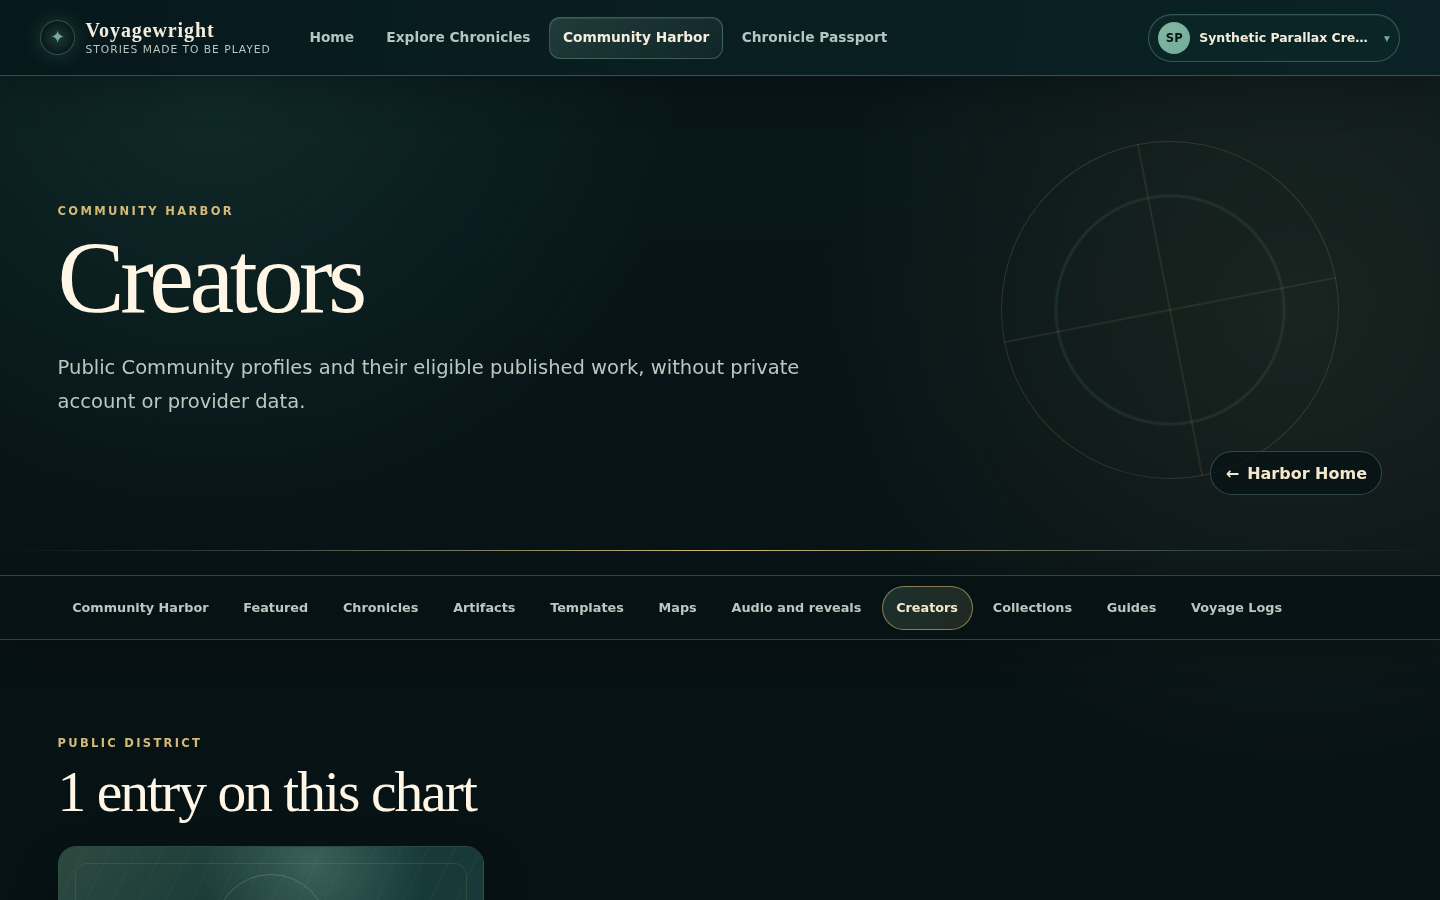 Voyagewright
STORIES MADE TO BE PLAYED
Home
Explore Chronicles
Community Harbor
Chronicle Passport
SP
Synthetic Parallax Cre…
COMMUNITY HARBOR
Creators
Public Community profiles and their eligible published work, without private
account or provider data.
← Harbor Home
Community Harbor
Featured
Chronicles
Artifacts
Templates
Maps
Audio and reveals
Creators
Collections
Guides
Voyage Logs
PUBLIC DISTRICT
1 entry on this chart